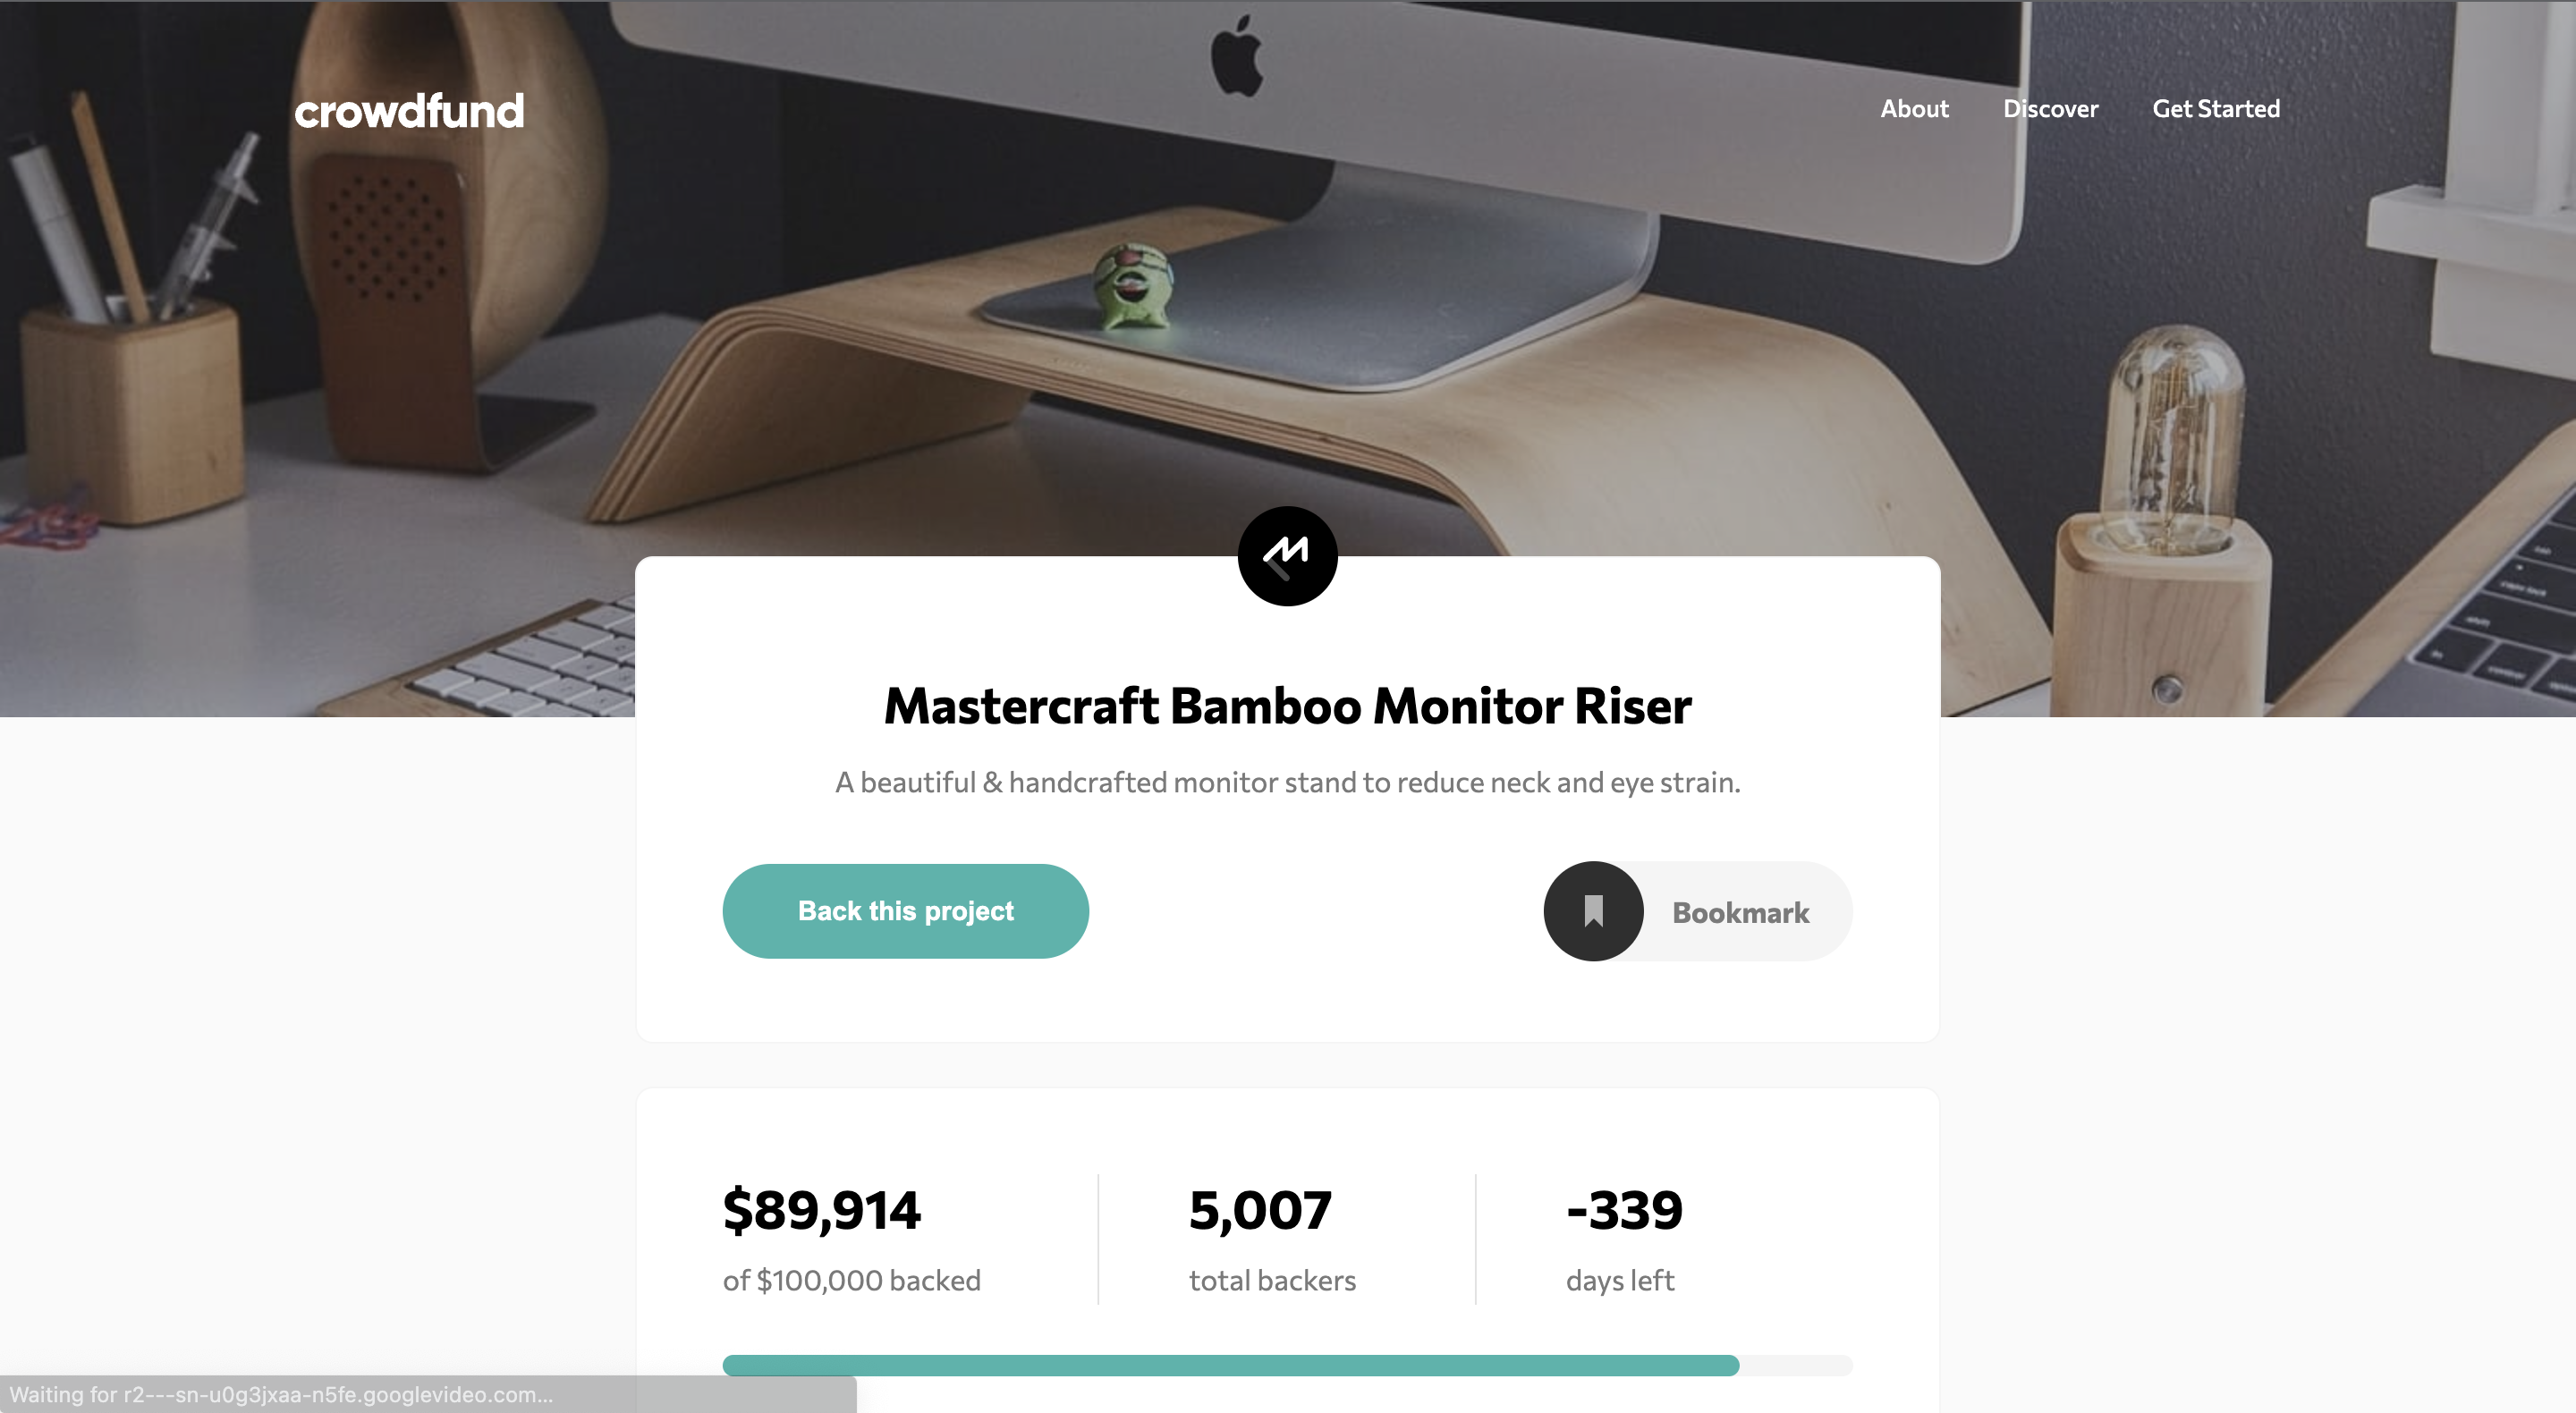 crowdfund
About Discover Get Started
Mastercraft Bamboo Monitor Riser
A beautiful & handcrafted monitor stand to reduce neck and eye strain.
Back this project
Bookmark
$89,914
of $100,000 backed
5,007
total backers
-339
days left
Waiting for r2---sn-u0g3jxaa-n5fe.googlevideo.com...